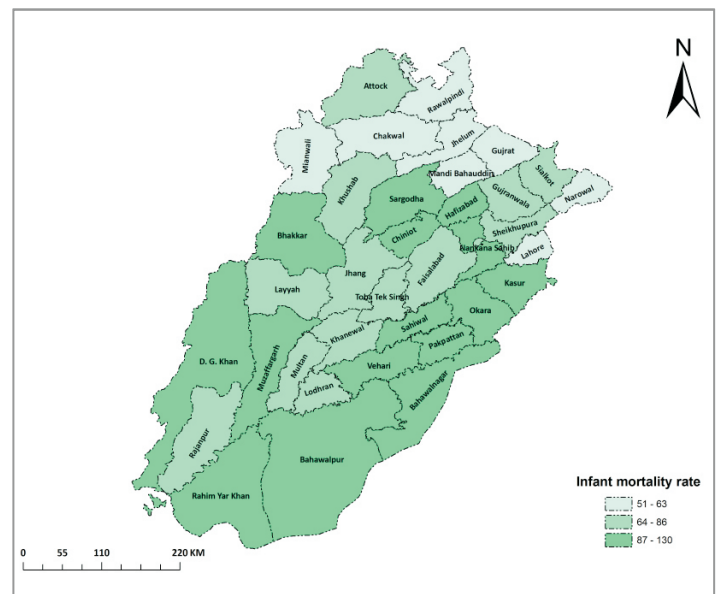 N
Attock
Rawalpindi
Chakwal
Jhelum
Mianwali
Gujrat
Mandi Bahauddin
Khushab
Sargodha
Hafizabad
Gujranwala
Sialkot
Narowal
Sheikhupura
Bhakkar
Chiniot
Nankana Sahib
Lahore
Jhang
Faisalabad
Layyah
Toba Tek Singh
Kasur
Okara
Khanewal
Sahiwal
Pakpattan
D. G. Khan
Muzaffargarh
Multan
Vehari
Lodhran
Bahawalnagar
Rajanpur
Bahawalpur
Rahim Yar Khan
Infant mortality rate
51 - 63
64 - 86
87 - 130
0 55 110 220 KM